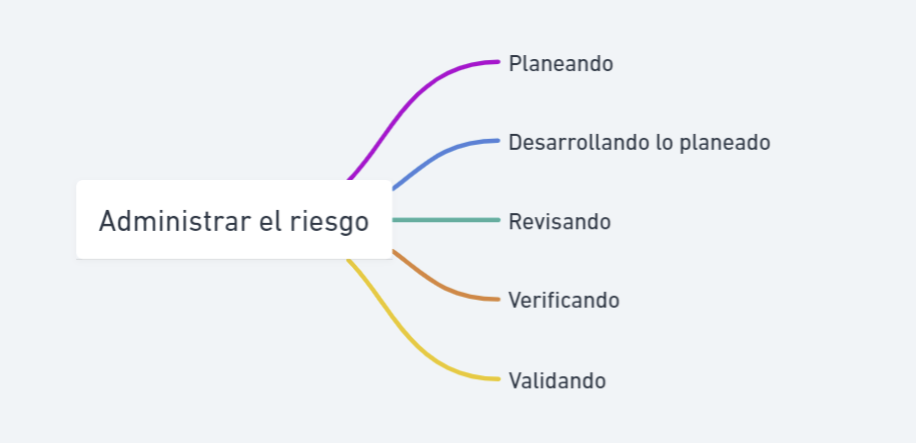 Planeando
Desarrollando lo planeado
Administrar el riesgo
Revisando
Verificando
Validando